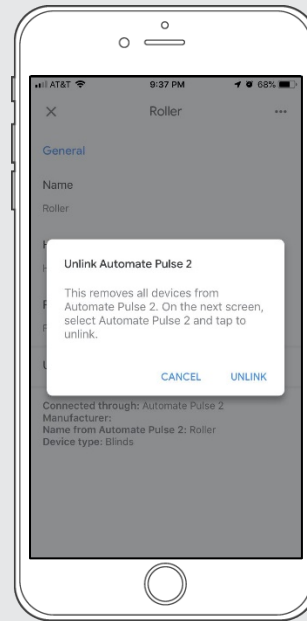 AT&T 9:37 PM 68%
Roller
General
Name
Roller
H
H
Unlink Automate Pulse 2
This removes all devices from
Automate Pulse 2. On the next screen,
select Automate Pulse 2 and tap to
unlink.
CANCEL UNLINK
Connected through: Automate Pulse 2
Manufacturer:
Name from Automate Pulse 2: Roller
Device type: Blinds